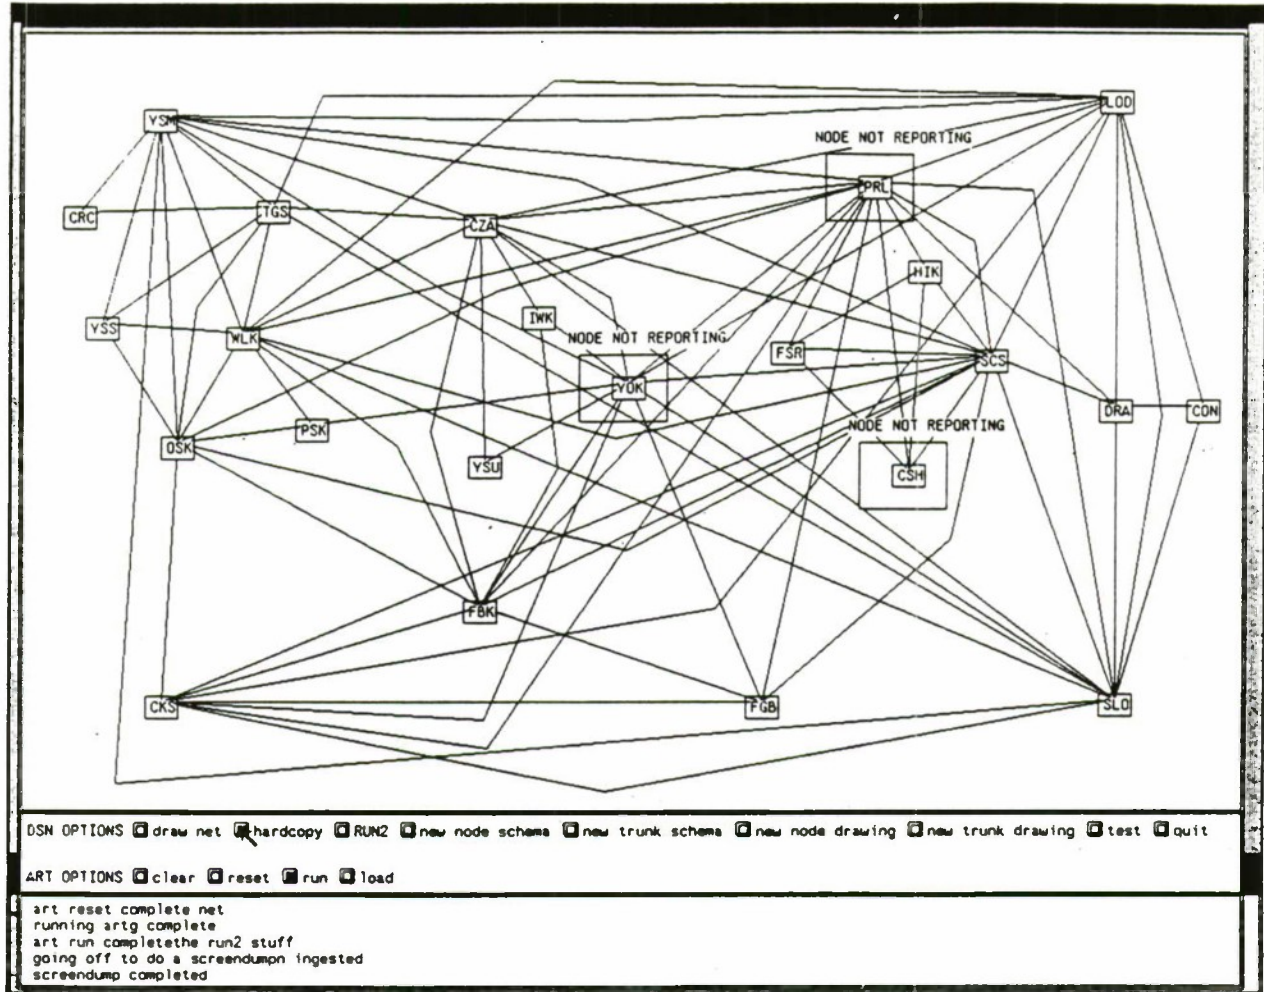 LOD
YSM
NODE NOT REPORTING
PRL
CRC
TGS
CZA
HIK
IWK
YSS
WLK
NODE NOT REPORTING
FSR
SCS
YOK
DRA
CON
PSK
NODE NOT REPORTING
OSK
YSU
CSH
FBK
CKS
FGB
SLO
DSN OPTIONS draw net hardcopy RUN2 new node schema new trunk schema new node drawing new trunk drawing test quit
ART OPTIONS clear reset run load
art reset complete net
running artg complete
art run completethe run2 stuff
going off to do a screendumpn ingested
screendump completed